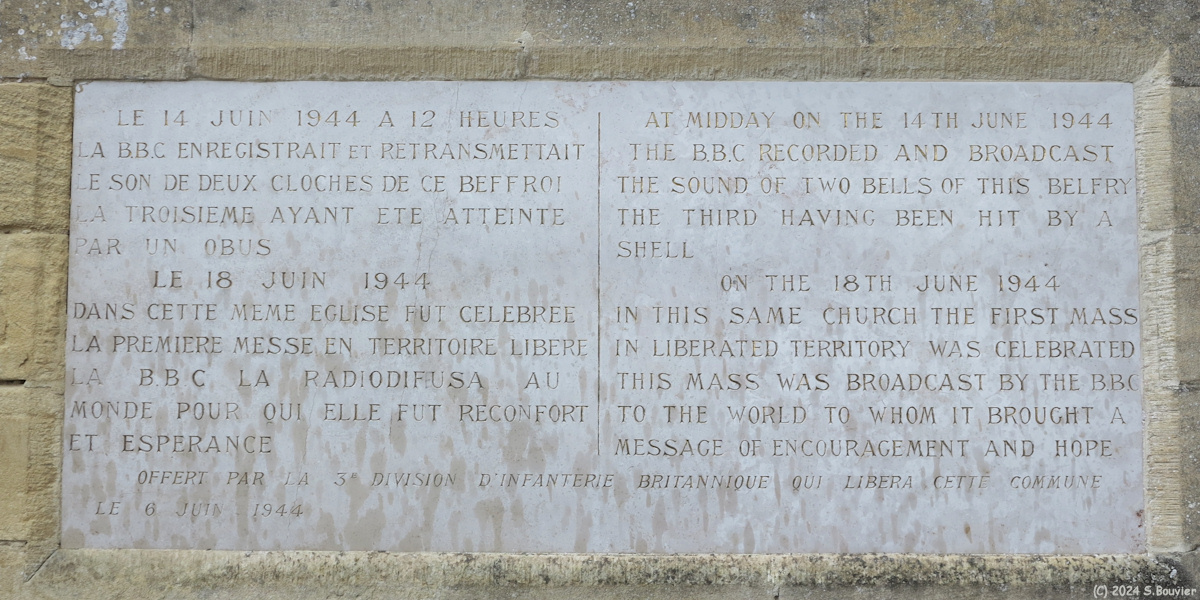 LE 14 JUIN 1944 A 12 HEURES
LA B.B.C ENREGISTRAIT ET RETRANSMETTAIT
LE SON DE DEUX CLOCHES DE CE BEFFROI
LA TROISIEME AYANT ETE ATTEINTE
PAR UN OBUS
LE 18 JUIN 1944
DANS CETTE MEME EGLISE FUT CELEBREE
LA PREMIERE MESSE EN TERRITOIRE LIBERE
LA B.B.C LA RADIODIFUSA AU
MONDE POUR QUI ELLE FUT RECONFORT
ET ESPERANCE
AT MIDDAY ON THE 14TH JUNE 1944
THE B.B.C RECORDED AND BROADCAST
THE SOUND OF TWO BELLS OF THIS BELFRY
THE THIRD HAVING BEEN HIT BY A
SHELL
ON THE 18TH JUNE 1944
IN THIS SAME CHURCH THE FIRST MASS
IN LIBERATED TERRITORY WAS CELEBRATED
THIS MASS WAS BROADCAST BY THE B.B.C
TO THE WORLD TO WHOM IT BROUGHT A
MESSAGE OF ENCOURAGEMENT AND HOPE
OFFERT PAR LA 3E DIVISION D'INFANTERIE BRITANNIQUE QUI LIBERA CETTE COMMUNE
LE 6 JUIN 1944
(C) 2024 S.Bouyier